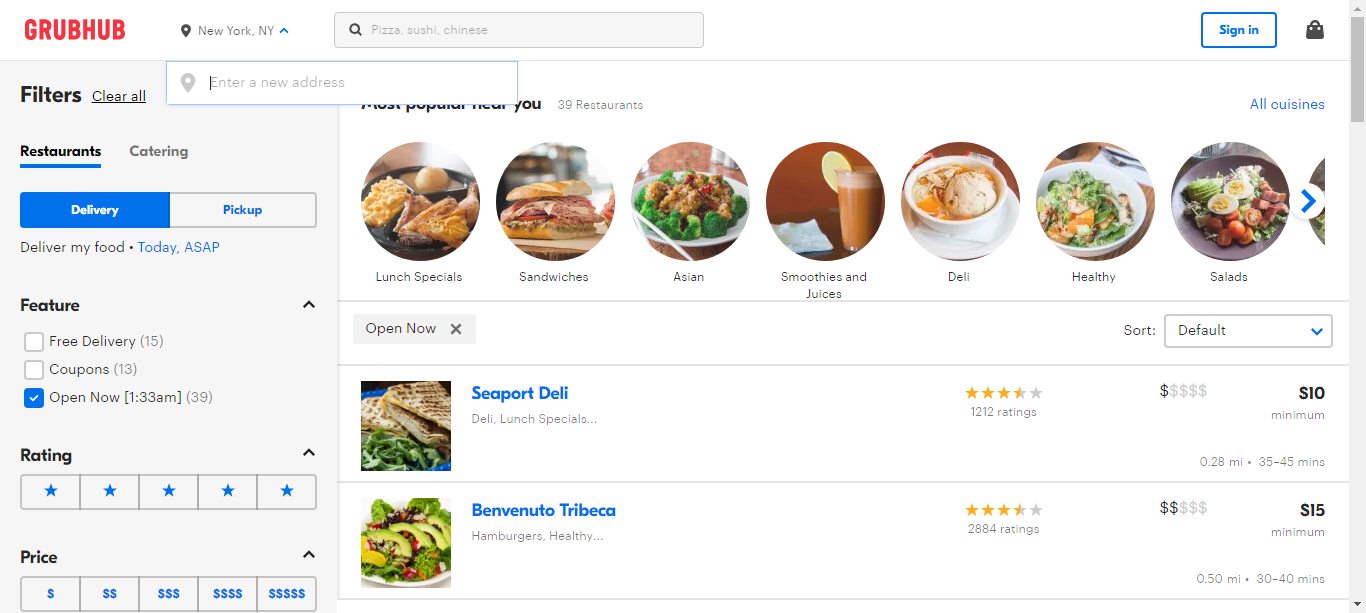 GRUBHUB
New York, NY
Pizza, sushi, chinese
Sign in
Enter a new address
Filters
Clear all
Most popular near you
39 Restaurants
All cuisines
Restaurants
Catering
Delivery
Pickup
Deliver my food • Today, ASAP
Lunch Specials
Sandwiches
Asian
Smoothies and
Juices
Deli
Healthy
Salads
Feature
Free Delivery (15)
Coupons (13)
Open Now [1:33am] (39)
Rating
Price
$
$$
$$$
$$$$
$$$$$
Open Now
Sort:
Default
Seaport Deli
Deli, Lunch Specials...
1212 ratings
$$$$$
$10
minimum
0.28 mi • 35–45 mins
Benvenuto Tribeca
Hamburgers, Healthy...
2884 ratings
$$$$$
$15
minimum
0.50 mi • 30–40 mins